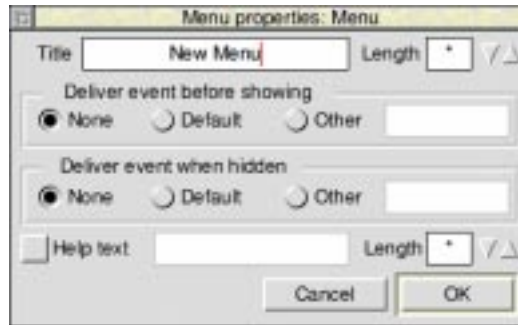 Menu properties: Menu
Title New Menu Length *
Deliver event before showing
None Default Other
Deliver event when hidden
None Default Other
Help text Length *
Cancel OK